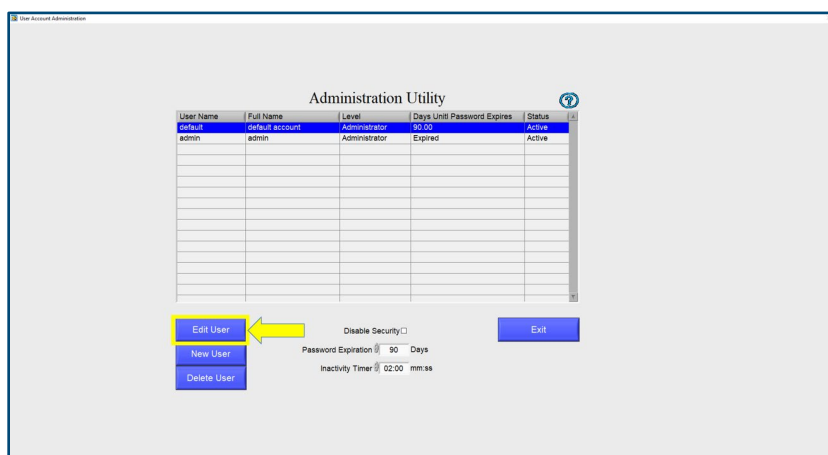 User Account Administration
Administration Utility
?
User Name Full Name Level Days Unitl Password Expires Status
default default account Administrator 90.00 Active
admin admin Administrator Expired Active
Edit User
Disable Security
Exit
New User
Password Expiration 90 Days
Inactivity Timer 02:00 mm:ss
Delete User